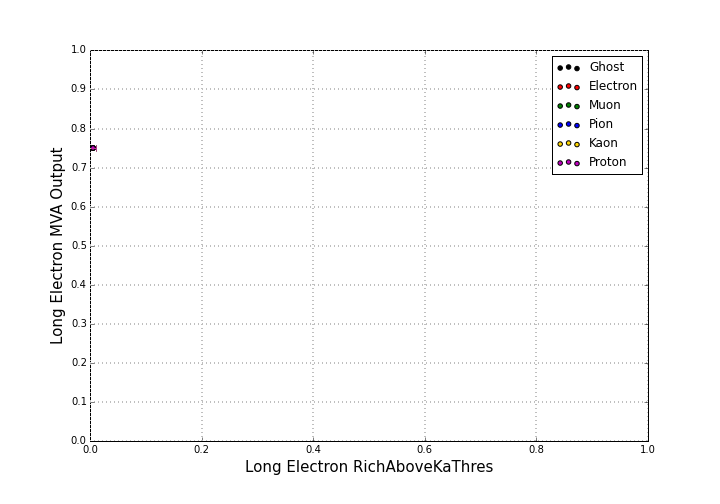 1.0
0.9
0.8
0.7
0.6
0.5
0.4
0.3
0.2
0.1
0.0
Long Electron MVA Output
Ghost
Electron
Muon
Pion
Kaon
Proton
0.0 0.2 0.4 0.6 0.8 1.0
Long Electron RichAboveKaThres